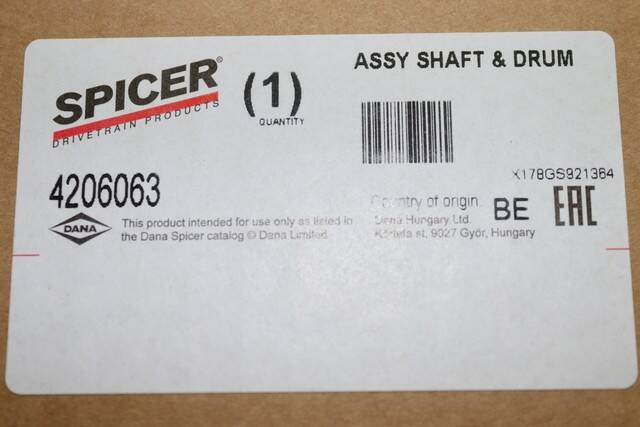 SPICER®
DRIVETRAIN PRODUCTS
(1)
QUANTITY
ASSY SHAFT & DRUM
X178GS921364
4206063
DANA
This product intended for use only as listed in
the Dana Spicer catalog © Dana Limited.
Country of origin
BE
EAC
Dana Hungary Ltd.
st, 9027 Győr, Hungary